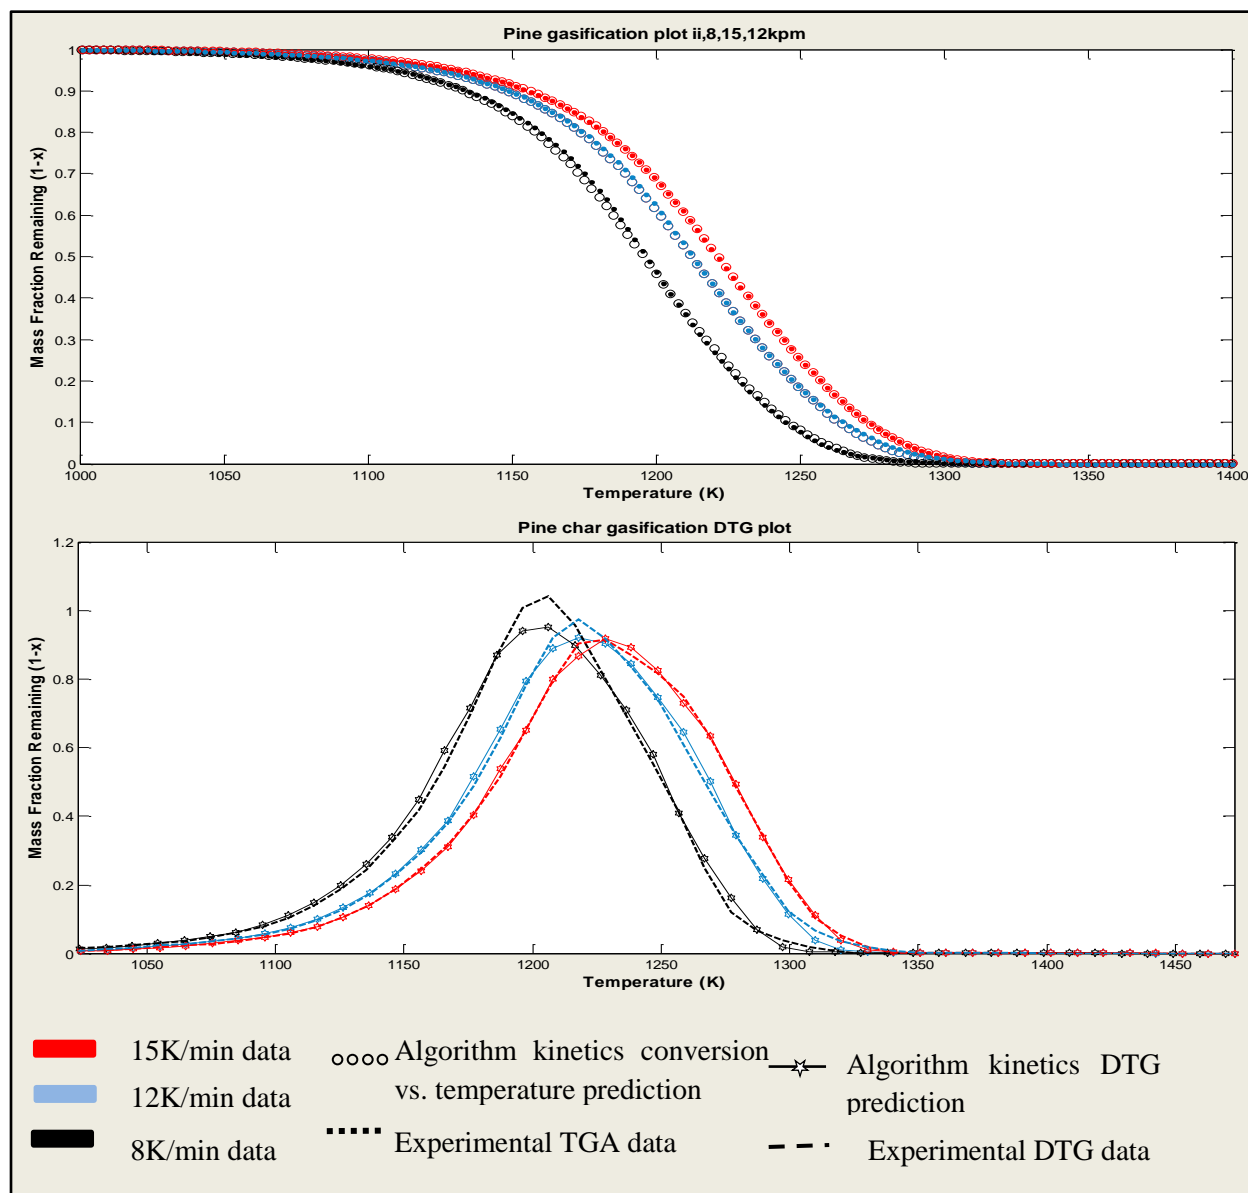 Pine gasification plot ii,8,15,12kpm
Mass Fraction Remaining (1-x)
1
0.9
0.8
0.7
0.6
0.5
0.4
0.3
0.2
0.1
0
1000 1050 1100 1150 1200 1250 1300 1350 1400
Temperature (K)
Pine char gasification DTG plot
Mass Fraction Remaining (1-x)
1.2
1
0.8
0.6
0.4
0.2
0
1050 1100 1150 1200 1250 1300 1350 1400 1450
Temperature (K)
15K/min data
12K/min data
8K/min data
Algorithm kinetics conversion
vs. temperature prediction
Experimental TGA data
Algorithm kinetics DTG
prediction
Experimental DTG data